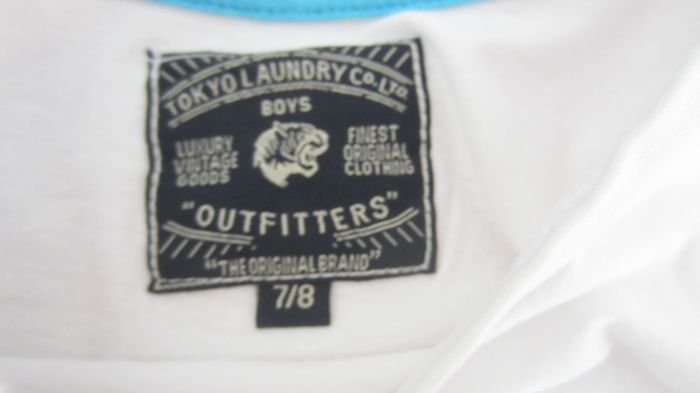 TOKYO LAUNDRY CO. LTD.
BOYS
LUXURY
VINTAGE
GOODS
FINEST
ORIGINAL
CLOTHING
"OUTFITTERS"
"THE ORIGINAL BRAND"
7/8